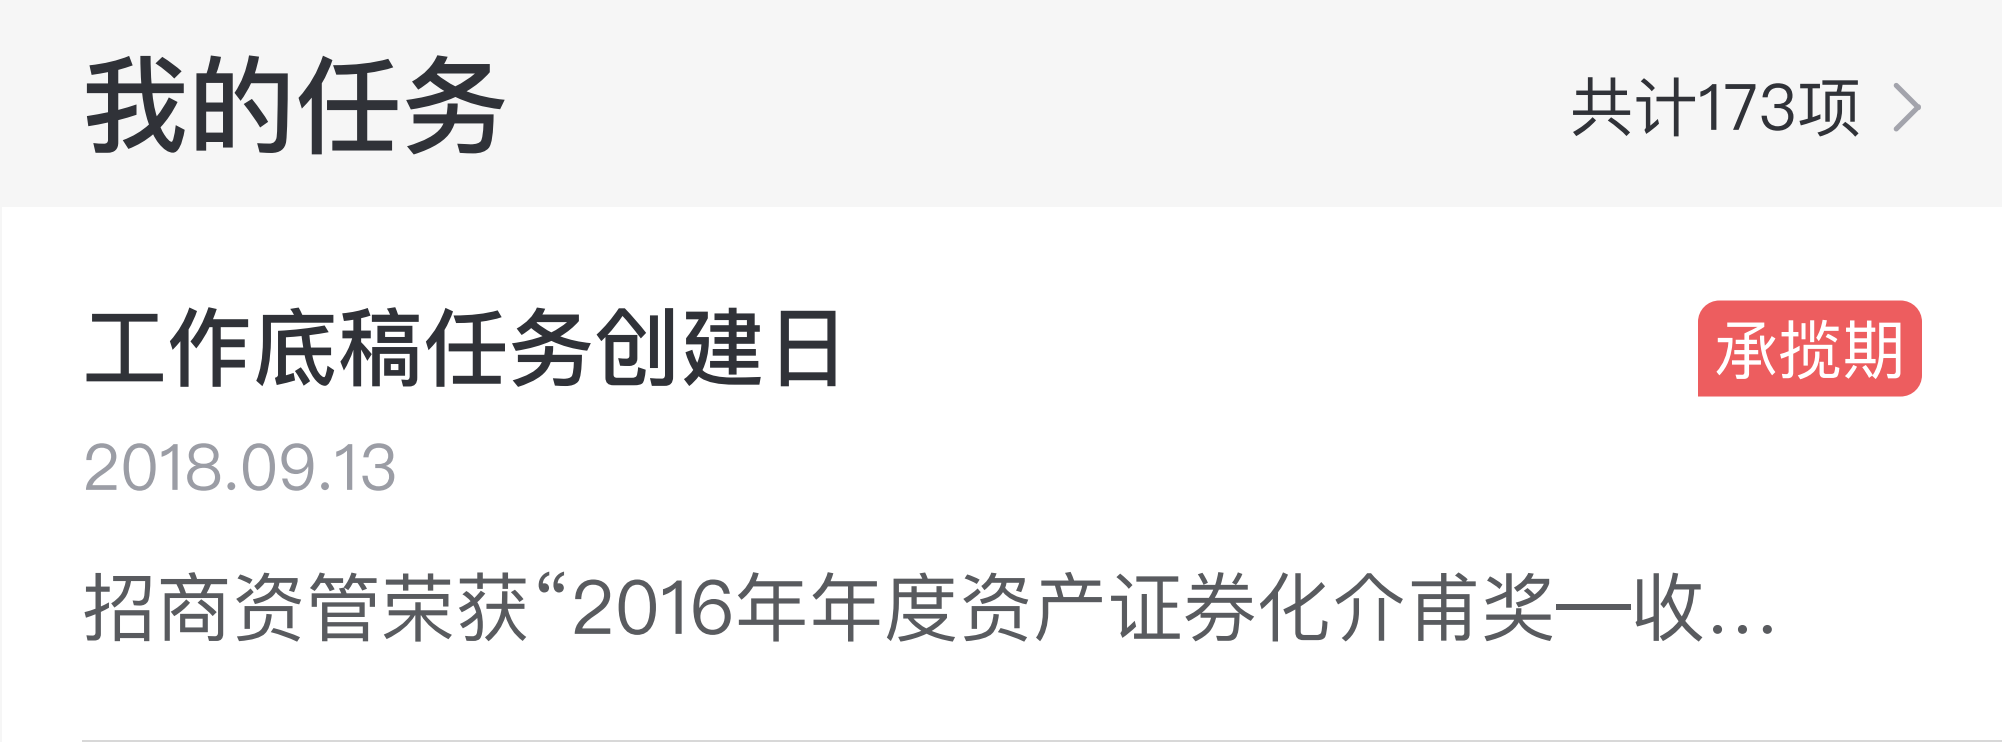 我的任务
共计173项
工作底稿任务创建日
承揽期
2018.09.13
招商资管荣获“2016年年度资产证券化介甫奖—收...